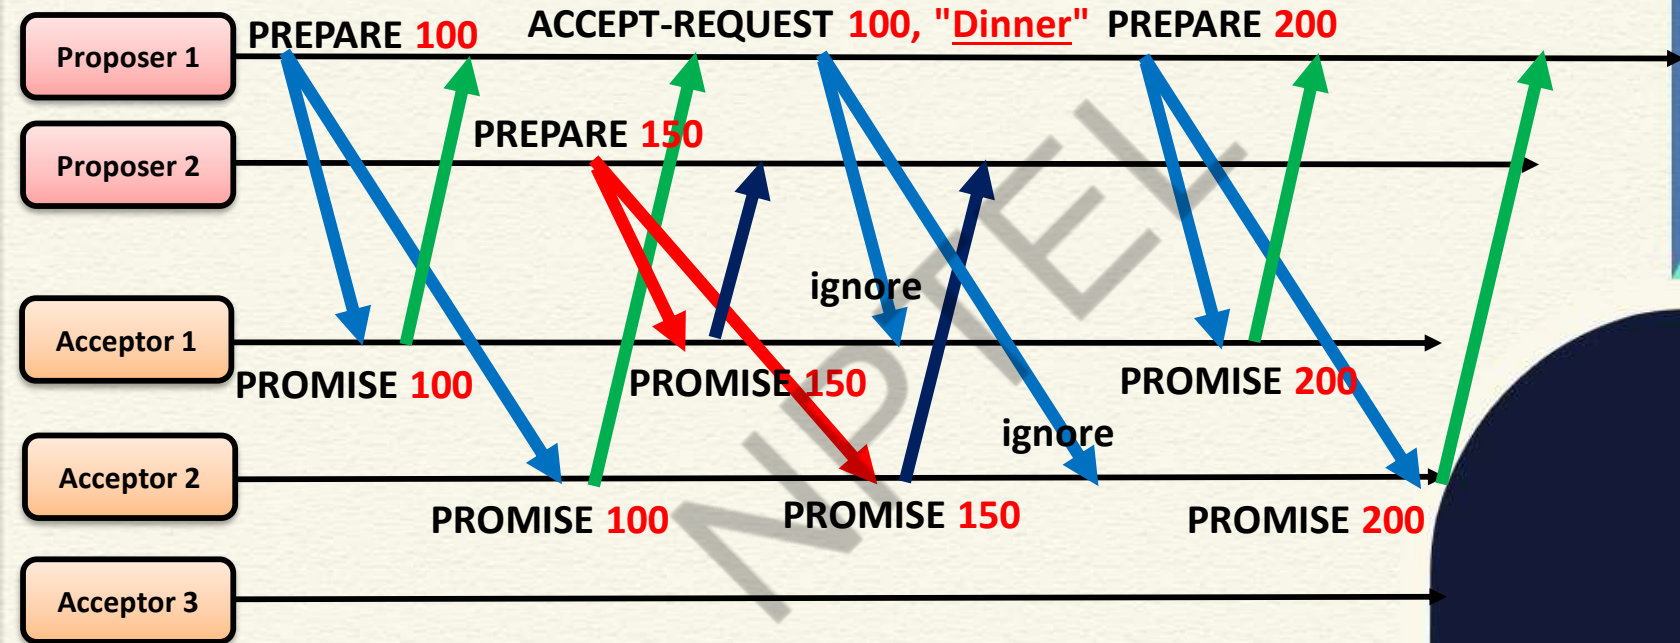 PREPARE 100
ACCEPT-REQUEST 100, "Dinner"
PREPARE 200
Proposer 1
PREPARE 150
Proposer 2
ignore
Acceptor 1
PROMISE 100
PROMISE 150
PROMISE 200
ignore
Acceptor 2
PROMISE 100
PROMISE 150
PROMISE 200
Acceptor 3
NPTEL